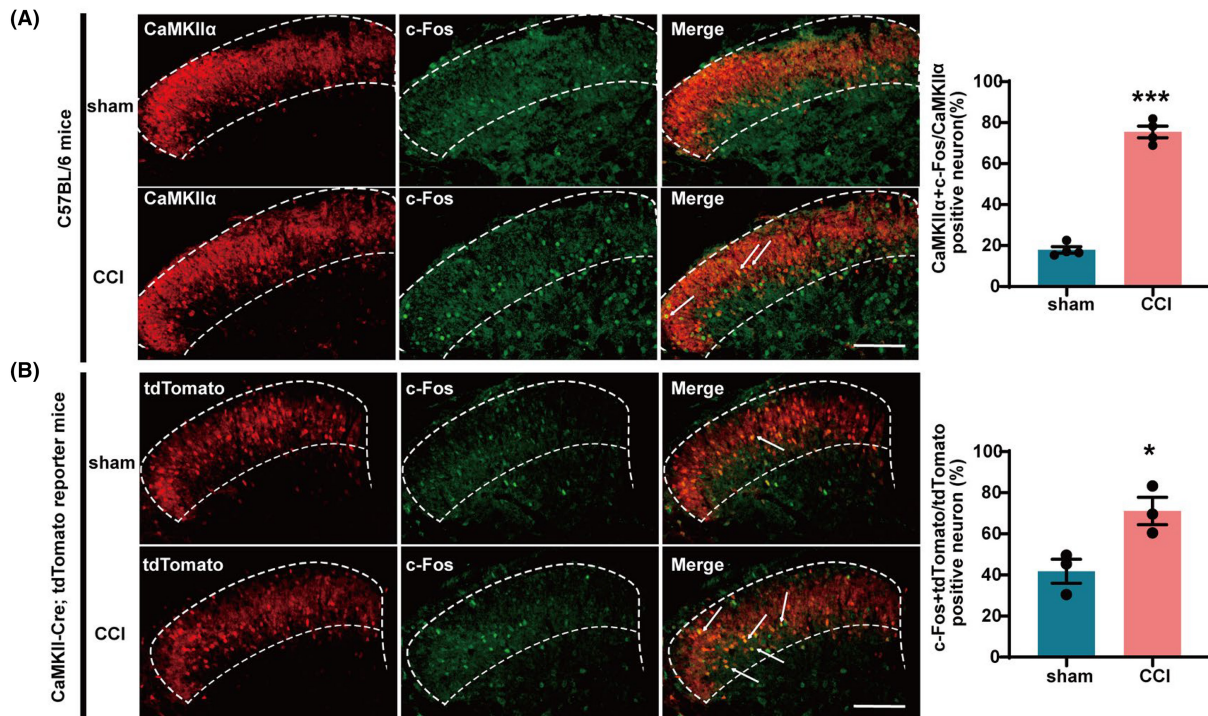 (A)
C57BL/6 mice
sham
CaMKIIα
c-Fos
Merge
CCI
CaMKIIα
c-Fos
Merge
CaMKIIα+c-Fos/CaMKIIα
positive neuron(%)
100
80
60
40
20
0
***
sham
CCI
(B)
CaMKII-Cre; tdTomato reporter mice
sham
tdTomato
c-Fos
Merge
CCI
tdTomato
c-Fos
Merge
c-Fos+tdTomato/tdTomato
positive neuron (%)
100
80
60
40
20
0
*
sham
CCI